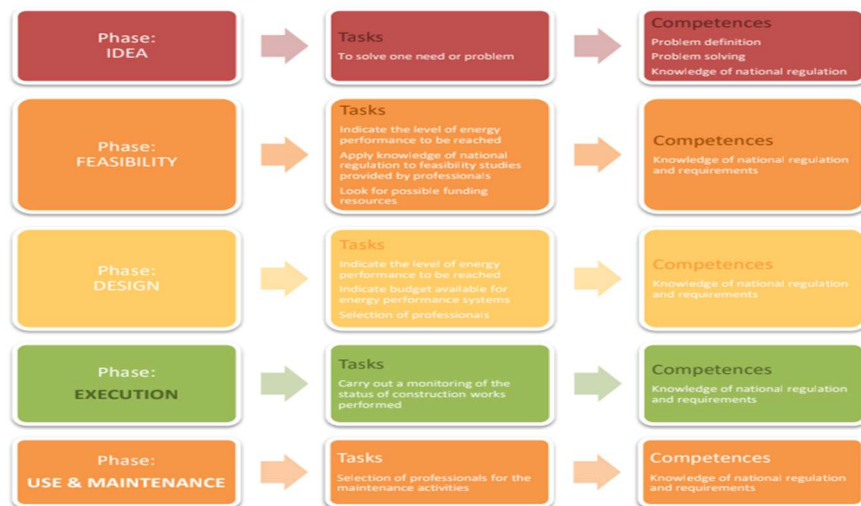 Phase:
IDEA
Tasks
To solve one need or problem
Competences
Problem definition
Problem solving
Knowledge of national regulation
Phase:
FEASIBILITY
Tasks
Indicate the level of energy
performance to be reached
Apply knowledge of national
regulation to feasibility studies
provided by professionals
Look for possible funding
resources
Competences
Knowledge of national regulation
and requirements
Phase:
DESIGN
Tasks
Indicate the level of energy
performance to be reached
Indicate budget available for
energy performance systems
Selection of professionals
Competences
Knowledge of national regulation
and requirements
Phase:
EXECUTION
Tasks
Carry out a monitoring of the
status of construction works
performed
Competences
Knowledge of national regulation
and requirements
Phase:
USE & MAINTENANCE
Tasks
Selection of professionals for the
maintenance activities
Competences
Knowledge of national regulation
and requirements